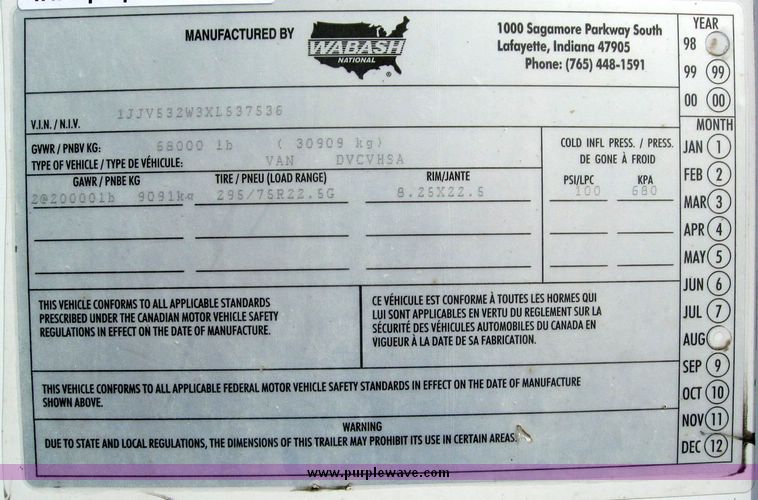 MANUFACTURED BY
WABASH
NATIONAL
®
1000 Sagamore Parkway South
Lafayette, Indiana 47905
Phone: (765) 448-1591
V.I.N. / N.I.V. 1JJV532W3XL537536
GVWR / PNBV KG: 68000 lb ( 30909 kg)
TYPE OF VEHICLE / TYPE DE VÉHICULE: VAN DVCVHSA
GAWR / PNBE KG TIRE / PNEU (LOAD RANGE) RIM/JANTE
2@20000lb 9091kg 295/75R22.5G 8.25X22.5
COLD INFL PRESS. / PRESS.
DE GONE À FROID
PSI/LPC KPA
100 680
THIS VEHICLE CONFORMS TO ALL APPLICABLE STANDARDS
PRESCRIBED UNDER THE CANADIAN MOTOR VEHICLE SAFETY
REGULATIONS IN EFFECT ON THE DATE OF MANUFACTURE.
CE VÉHICULE EST CONFORME À TOUTES LES HORMES QUI
LUI SONT APPLICABLES EN VERTU DU REGLEMENT SUR LA
SÉCURITÉ DES VÉHICULES AUTOMOBILES DU CANADA EN
VIGUEUR À LA DATE DE SA FABRICATION.
THIS VEHICLE CONFORMS TO ALL APPLICABLE FEDERAL MOTOR VEHICLE SAFETY STANDARDS IN EFFECT ON THE DATE OF MANUFACTURE
SHOWN ABOVE.
WARNING
DUE TO STATE AND LOCAL REGULATIONS, THE DIMENSIONS OF THIS TRAILER MAY PROHIBIT ITS USE IN CERTAIN AREAS.
YEAR
98
99 99
00 00
MONTH
JAN 1
FEB 2
MAR 3
APR 4
MAY 5
JUN 6
JUL 7
AUG
SEP 9
OCT 10
NOV 11
DEC 12
www.purplewave.com